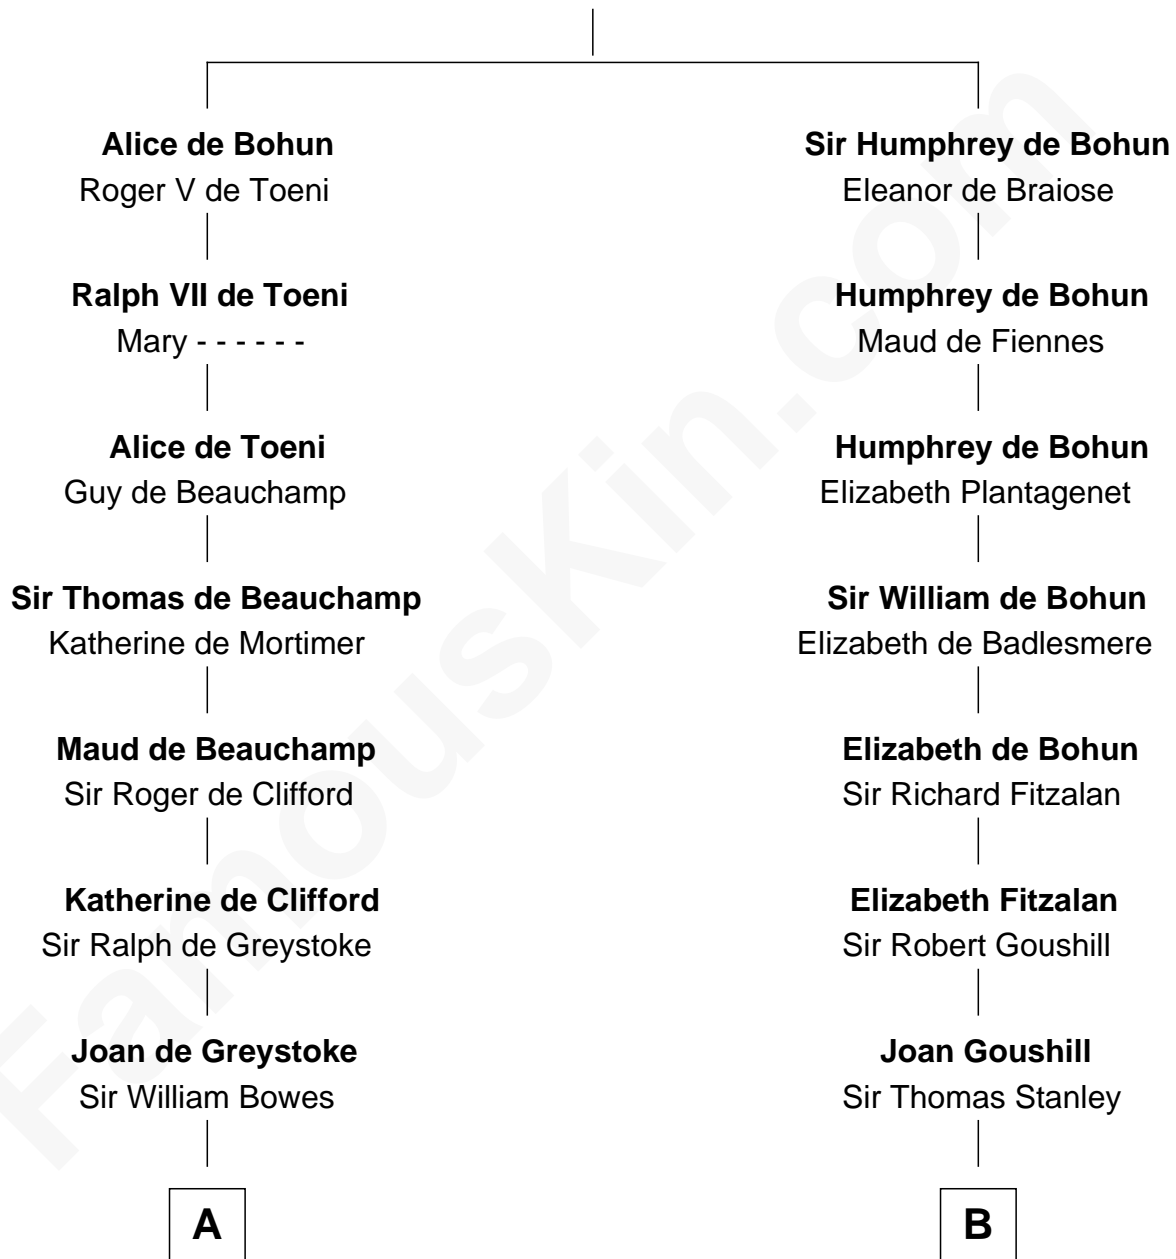 Alice de Bohun
Roger V de Toeni
Ralph VII de Toeni
Mary - - - - - -
Alice de Toeni
Guy de Beauchamp
Sir Thomas de Beauchamp
Katherine de Mortimer
Maud de Beauchamp
Sir Roger de Clifford
Katherine de Clifford
Sir Ralph de Greystoke
Joan de Greystoke
Sir William Bowes
A
Sir Humphrey de Bohun
Eleanor de Braiose
Humphrey de Bohun
Maud de Fiennes
Humphrey de Bohun
Elizabeth Plantagenet
Sir William de Bohun
Elizabeth de Badlesmere
Elizabeth de Bohun
Sir Richard Fitzalan
Elizabeth Fitzalan
Sir Robert Goushill
Joan Goushill
Sir Thomas Stanley
B
FamousKin.com